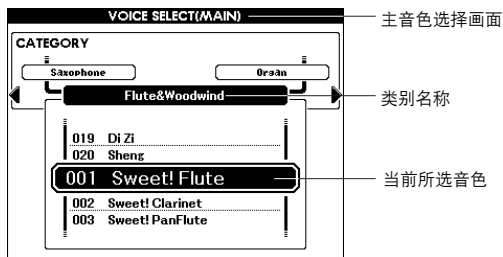 VOICE SELECT(MAIN)
主音色选择画面
CATEGORY
Saxophone
Organ
Flute&Woodwind
类别名称
019 Di Zi
020 Sheng
001 Sweet! Flute
当前所选音色
002 Sweet! Clarinet
003 Sweet! PanFlute